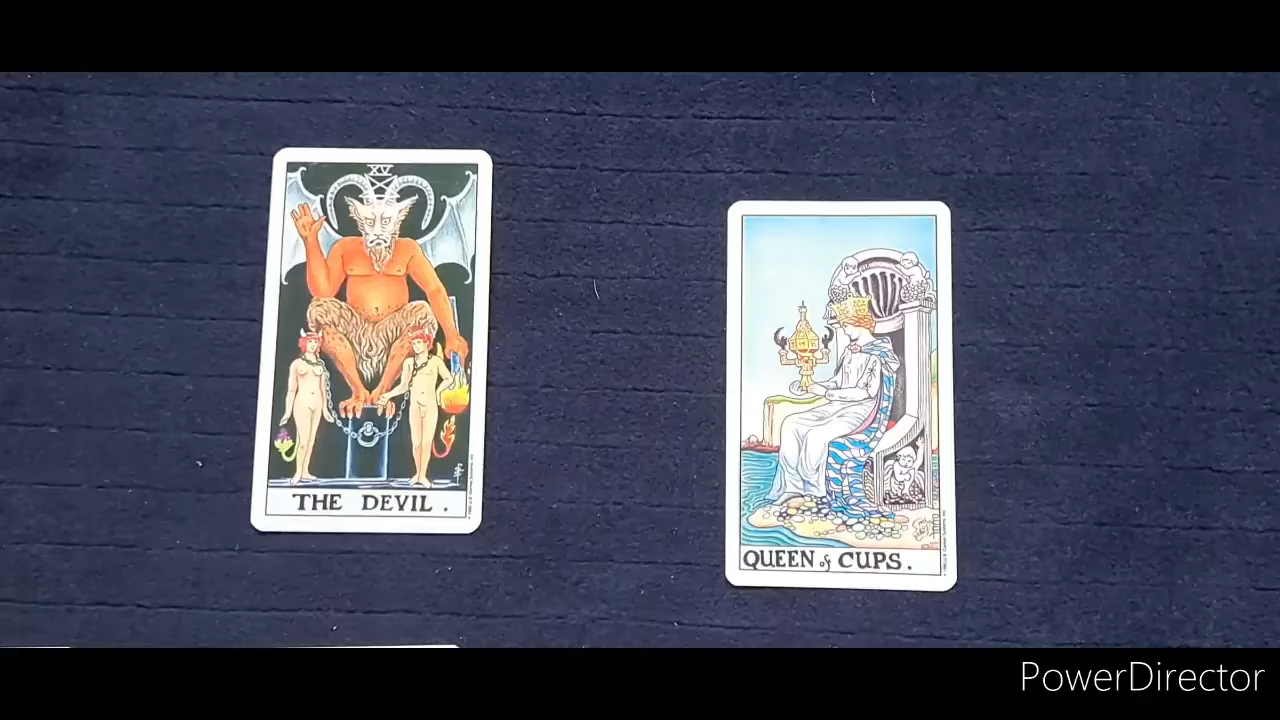 XV
THE DEVIL .
QUEEN of CUPS .
PowerDirector